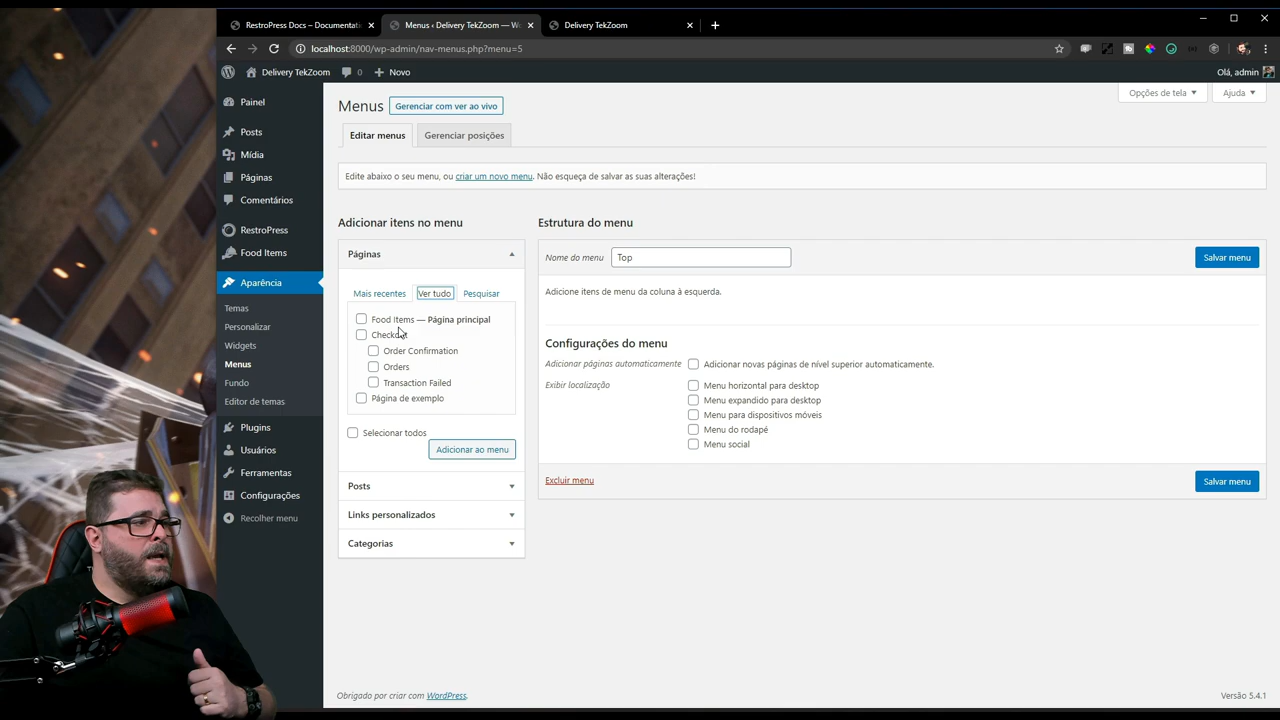 RestroPress Docs – Documentati
Menus ‹ Delivery TekZoom — Wo
Delivery TekZoom
localhost:8000/wp-admin/nav-menus.php?menu=5
Delivery TekZoom
0
Novo
Olá, admin
Painel
Posts
Mídia
Páginas
Comentários
RestroPress
Food Items
Aparência
Temas
Personalizar
Widgets
Menus
Fundo
Editor de temas
Plugins
Usuários
Ferramentas
Configurações
Recolher menu
Menus
Gerenciar com ver ao vivo
Opções de tela
Ajuda
Editar menus
Gerenciar posições
Edite abaixo o seu menu, ou criar um novo menu. Não esqueça de salvar as suas alterações!
Adicionar itens no menu
Páginas
Mais recentes
Ver tudo
Pesquisar
Food Items — Página principal
Checkout
Order Confirmation
Orders
Transaction Failed
Página de exemplo
Selecionar todos
Adicionar ao menu
Posts
Links personalizados
Categorias
Estrutura do menu
Nome do menu
Top
Salvar menu
Adicione itens de menu da coluna à esquerda.
Configurações do menu
Adicionar páginas automaticamente
Adicionar novas páginas de nível superior automaticamente.
Exibir localização
Menu horizontal para desktop
Menu expandido para desktop
Menu para dispositivos móveis
Menu do rodapé
Menu social
Excluir menu
Salvar menu
Obrigado por criar com WordPress.
Versão 5.4.1